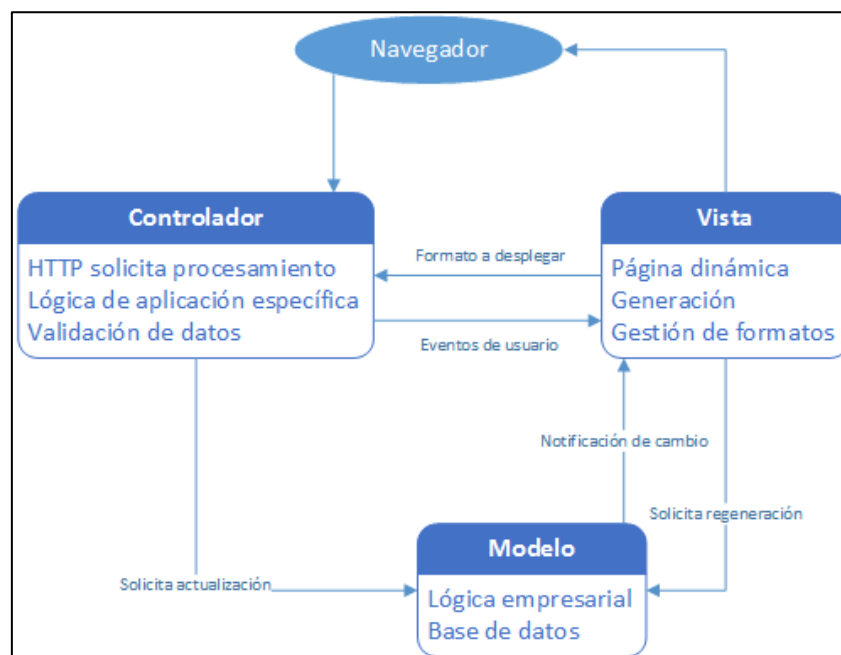 Navegador
Controlador
HTTP solicita procesamiento
Lógica de aplicación específica
Validación de datos
Formato a desplegar
Eventos de usuario
Vista
Página dinámica
Generación
Gestión de formatos
Notificación de cambio
Solicita regeneración
Solicita actualización
Modelo
Lógica empresarial
Base de datos